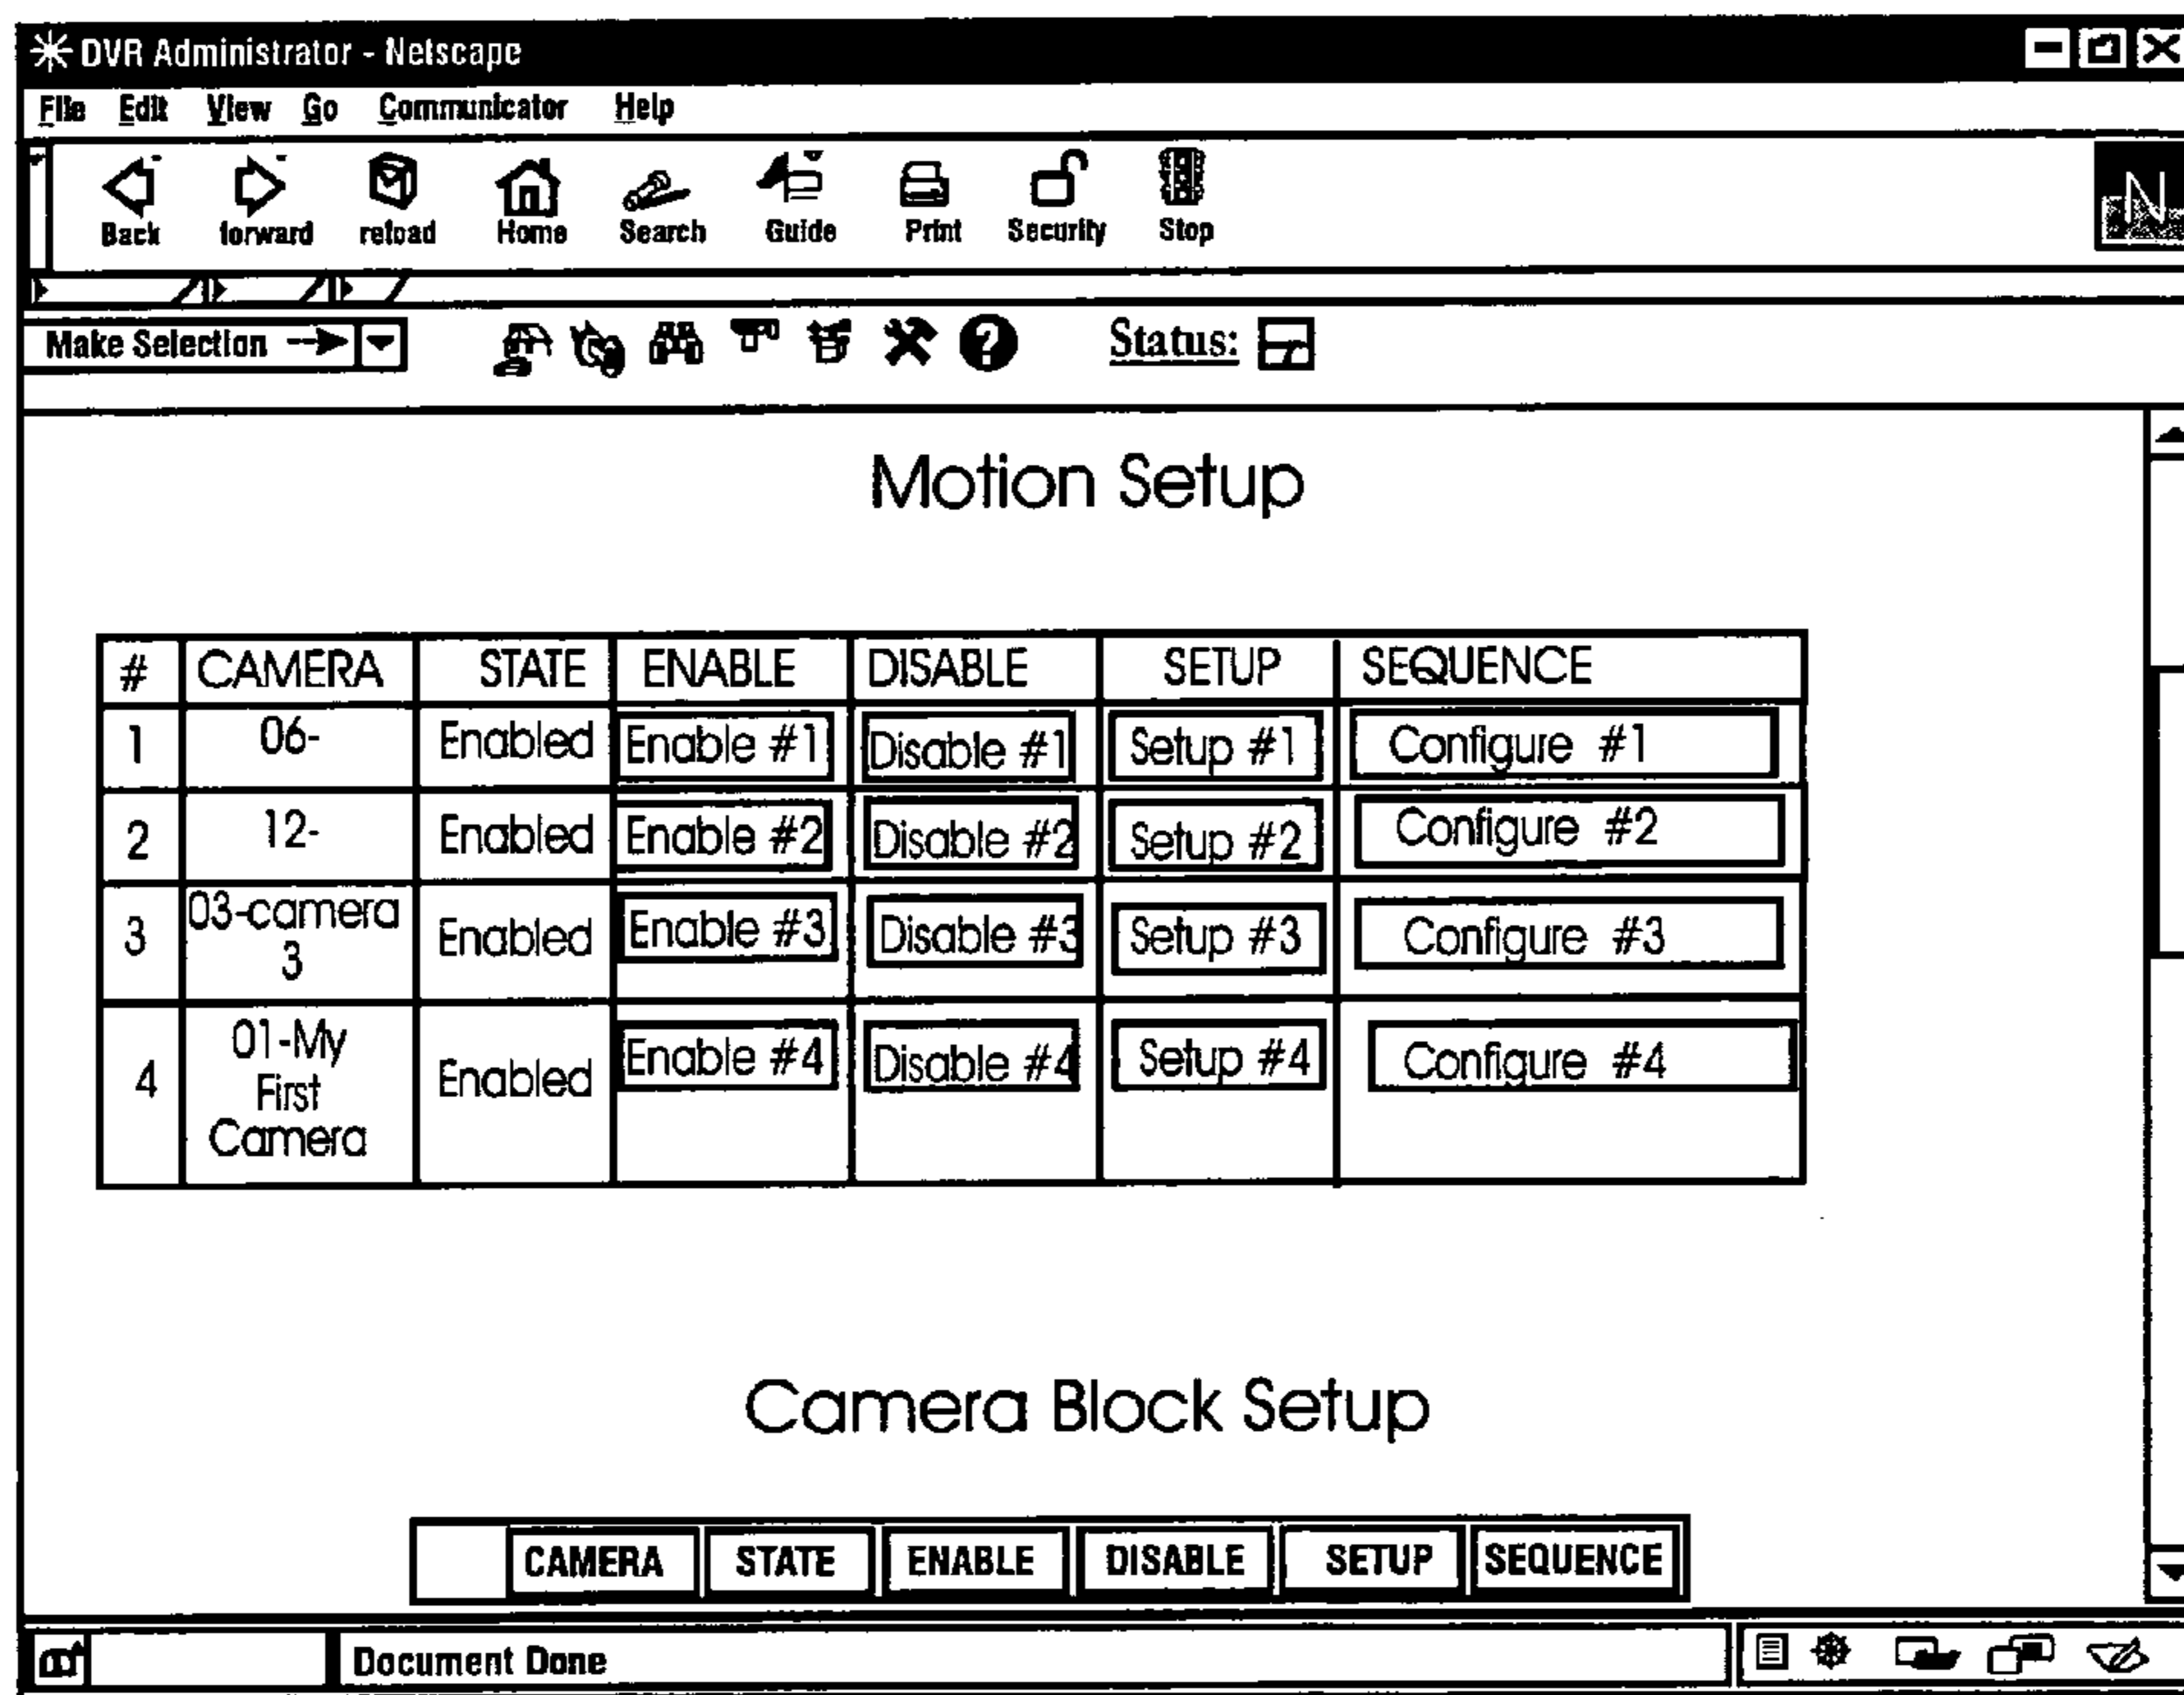 DVR Administrator - Netscape
File Edit View Go Communicator Help
Back forward reload Home Search Guide Print Security Stop
N
Make Selection --> Status:
Motion Setup
# CAMERA STATE ENABLE DISABLE SETUP SEQUENCE
1 06- Enabled Enable #1 Disable #1 Setup #1 Configure #1
2 12- Enabled Enable #2 Disable #2 Setup #2 Configure #2
3 03-camera 3 Enabled Enable #3 Disable #3 Setup #3 Configure #3
4 01-My First Camera Enabled Enable #4 Disable #4 Setup #4 Configure #4
Camera Block Setup
CAMERA STATE ENABLE DISABLE SETUP SEQUENCE
Document Done